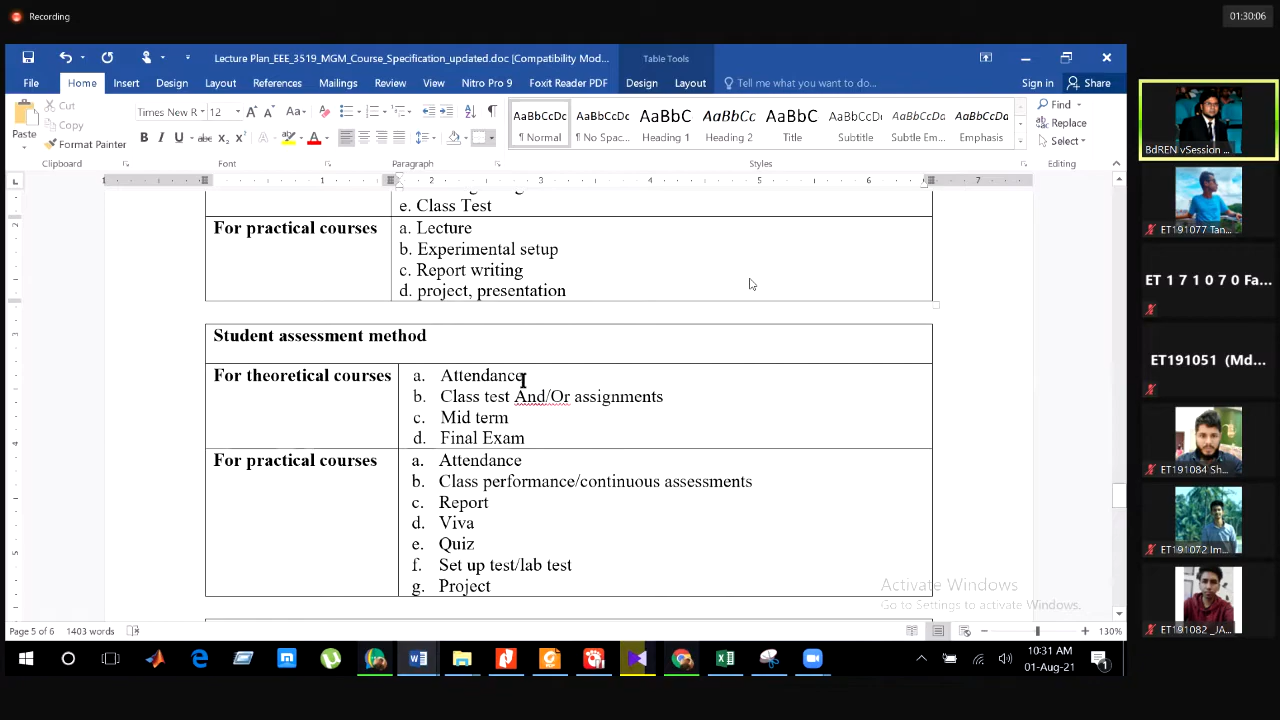 Recording
01:30:06
Lecture Plan_EEE_3519_MGM_Course_Specification_updated.doc [Compatibility Mod...
Table Tools
File Home Insert Design Layout References Mailings Review View Nitro Pro 9 Foxit Reader PDF Design Layout Tell me what you want to do... Sign in Share
Cut
Copy
Format Painter
Paste
Clipboard
Times New R 12
Font
Paragraph
AaBbCcDc AaBbCcDc AaBbC AaBbCc AaBbC AaBbCcD AaBbCcDc AaBbCcDc
¶ Normal ¶ No Spac... Heading 1 Heading 2 Title Subtitle Subtle Em... Emphasis
Styles
Find
Replace
Select
Editing
e. Class Test
For practical courses
a. Lecture
b. Experimental setup
c. Report writing
d. project, presentation
Student assessment method
For theoretical courses
a. Attendance
b. Class test And/Or assignments
c. Mid term
d. Final Exam
For practical courses
a. Attendance
b. Class performance/continuous assessments
c. Report
d. Viva
e. Quiz
f. Set up test/lab test
g. Project
Activate Windows
Go to Settings to activate Windows.
Page 5 of 6 1403 words
130%
10:31 AM
01-Aug-21
BdREN vSession ...
ET191077 Tan...
ET 1 7 1 0 7 0 Fa...
ET191051 (Md...
ET191084 Sh...
ET191072 Im...
ET191082 _JA...